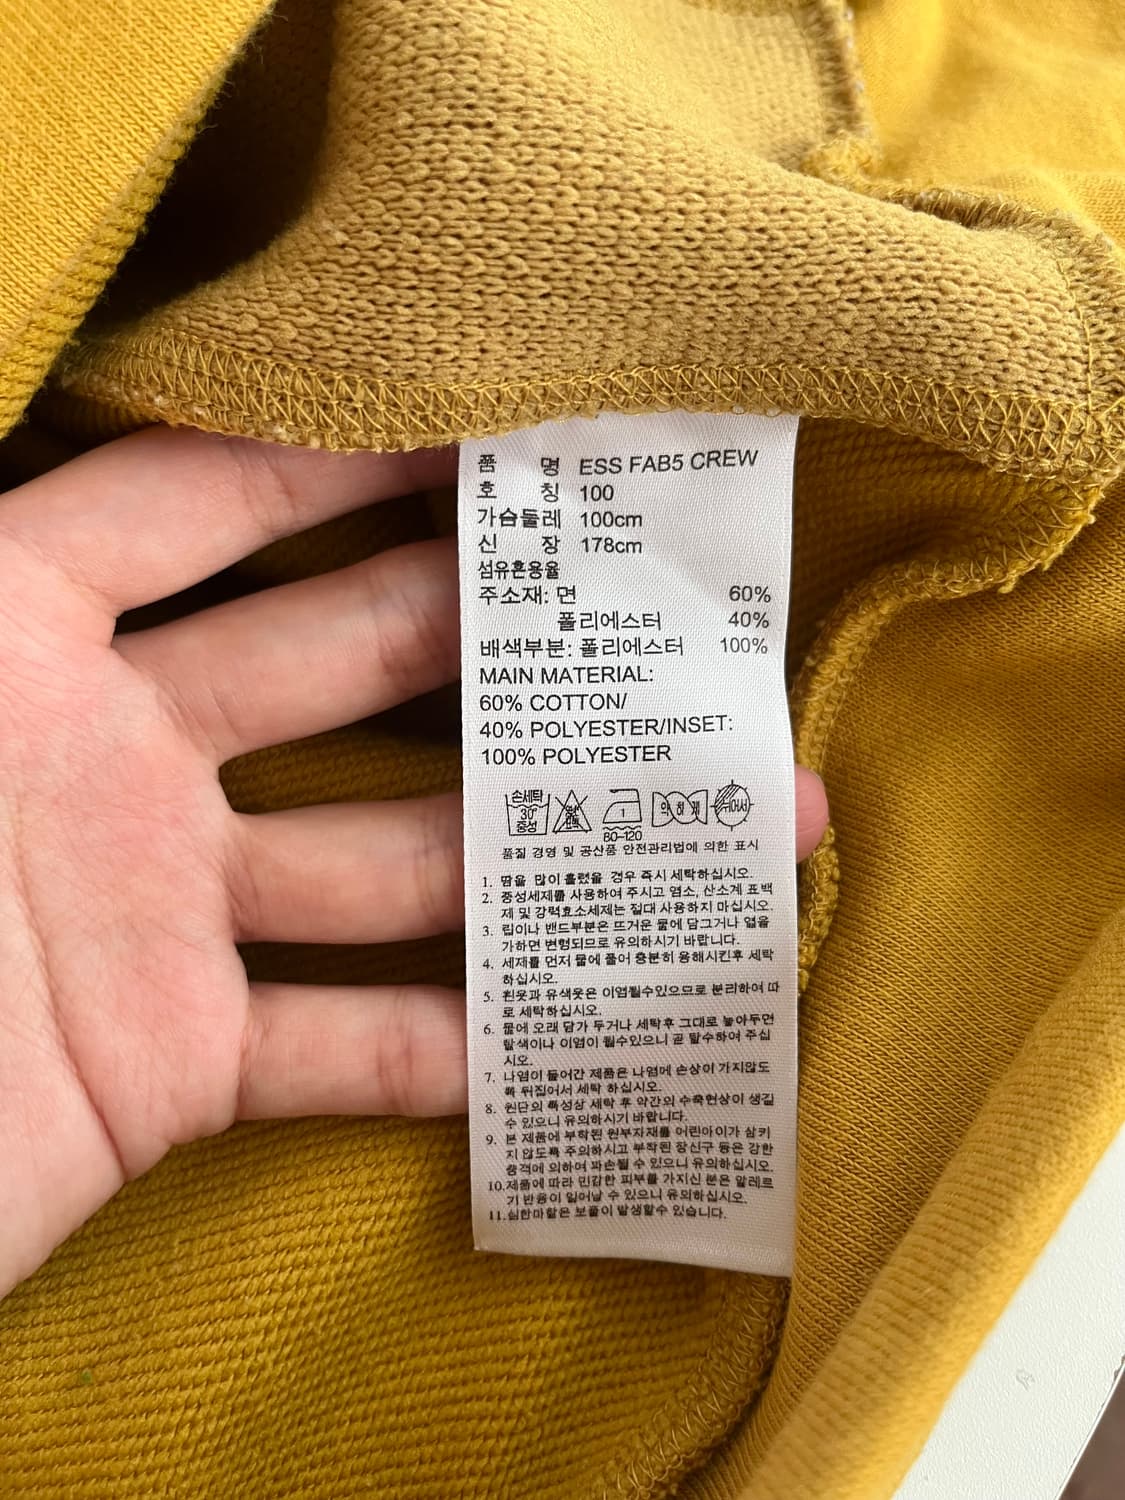 품 명 ESS FAB5 CREW
호 칭 100
가슴둘레 100cm
신 장 178cm
섬유혼용율
주소재: 면 60%
폴리에스터 40%
배색부분: 폴리에스터 100%
MAIN MATERIAL:
60% COTTON/
40% POLYESTER/INSET:
100% POLYESTER
손세탁 30° 중성 1 80~120 약하게 뉘어서
품질 경영 및 공산품 안전관리법에 의한 표시
1. 땀을 많이 흘렸을 경우 즉시 세탁하십시오.
2. 중성세제를 사용하여 주시고 염소, 산소계 표백
제 및 강력효소세제는 절대 사용하지 마십시오.
3. 립이나 밴드부분은 뜨거운 물에 담그거나 열을
가하면 변형되므로 유의하시기 바랍니다.
4. 세제를 먼저 물에 풀어 충분히 용해시킨후 세탁
하십시오.
5. 흰옷과 유색옷은 이염될수있으므로 분리하여 따
로 세탁하십시오.
6. 물에 오래 담가 두거나 세탁후 그대로 놓아두면
탈색이나 이염이 될수있으니 곧 탈수하여 주십
시오.
7. 나염이 들어간 제품은 나염에 손상이 가지않도
록 뒤집어서 세탁 하십시오.
8. 원단의 특성상 세탁 후 약간의 수축현상이 생길
수 있으니 유의하시기 바랍니다.
9. 본 제품에 부착된 원부자재를 어린아이가 삼키
지 않도록 주의하시고 부착된 장신구 등은 강한
충격에 의하여 파손될 수 있으니 유의하십시오.
10.제품에 따라 민감한 피부를 가지신 분은 알레르
기 반응이 일어날 수 있으니 유의하십시오.
11.심한마찰은 보풀이 발생할수 있습니다.